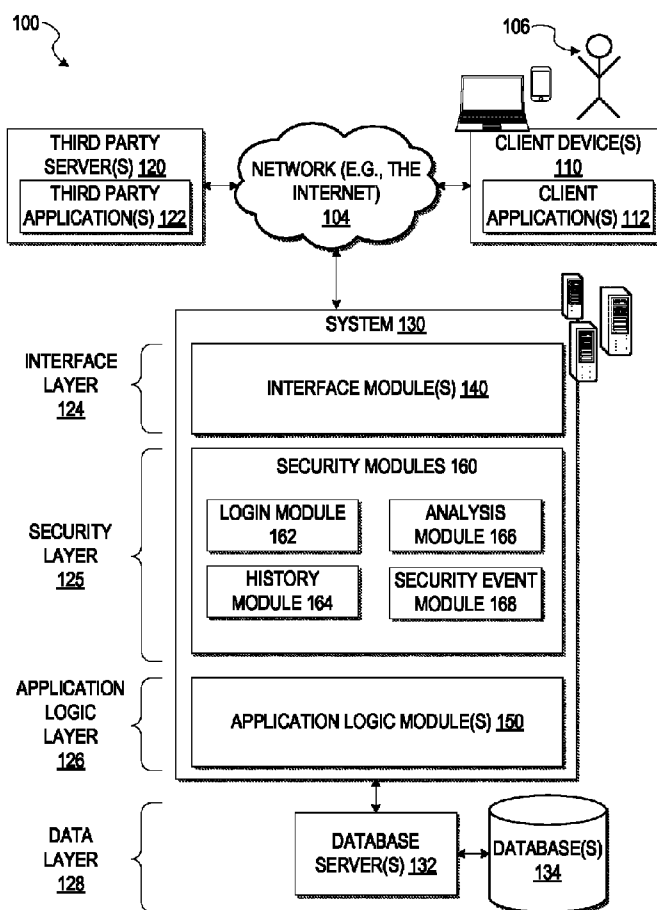 100
106
THIRD PARTY
SERVER(S) 120
THIRD PARTY
APPLICATION(S) 122
NETWORK (E.G., THE
INTERNET)
104
CLIENT DEVICE(S)
110
CLIENT
APPLICATION(S) 112
SYSTEM 130
INTERFACE
LAYER
124
INTERFACE MODULE(S) 140
SECURITY
LAYER
125
SECURITY MODULES 160
LOGIN MODULE
162
ANALYSIS
MODULE 166
HISTORY
MODULE 164
SECURITY EVENT
MODULE 168
APPLICATION
LOGIC
LAYER
126
APPLICATION LOGIC MODULE(S) 150
DATA
LAYER
128
DATABASE
SERVER(S) 132
DATABASE(S)
134